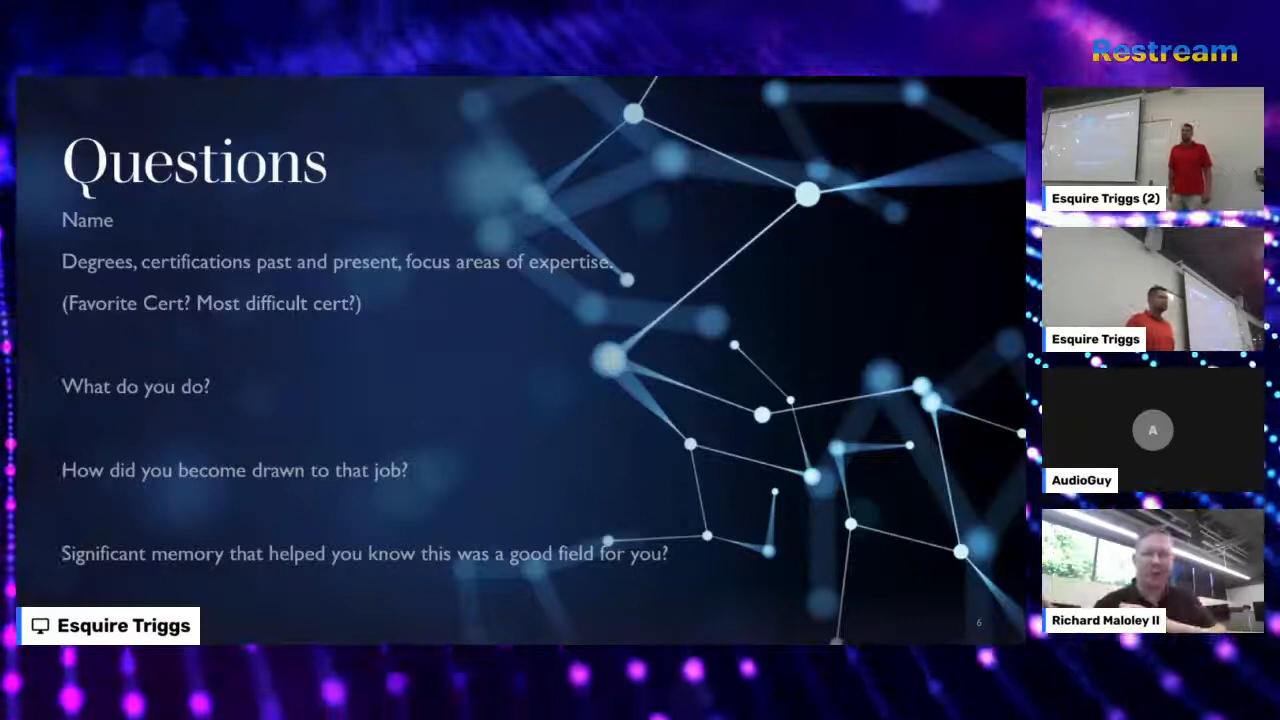 Restream
Questions
Name
Degrees, certifications past and present, focus areas of expertise.
(Favorite Cert? Most difficult cert?)
What do you do?
How did you become drawn to that job?
Significant memory that helped you know this was a good field for you?
6
Esquire Triggs
Esquire Triggs (2)
Esquire Triggs
A
AudioGuy
Richard Maloley II